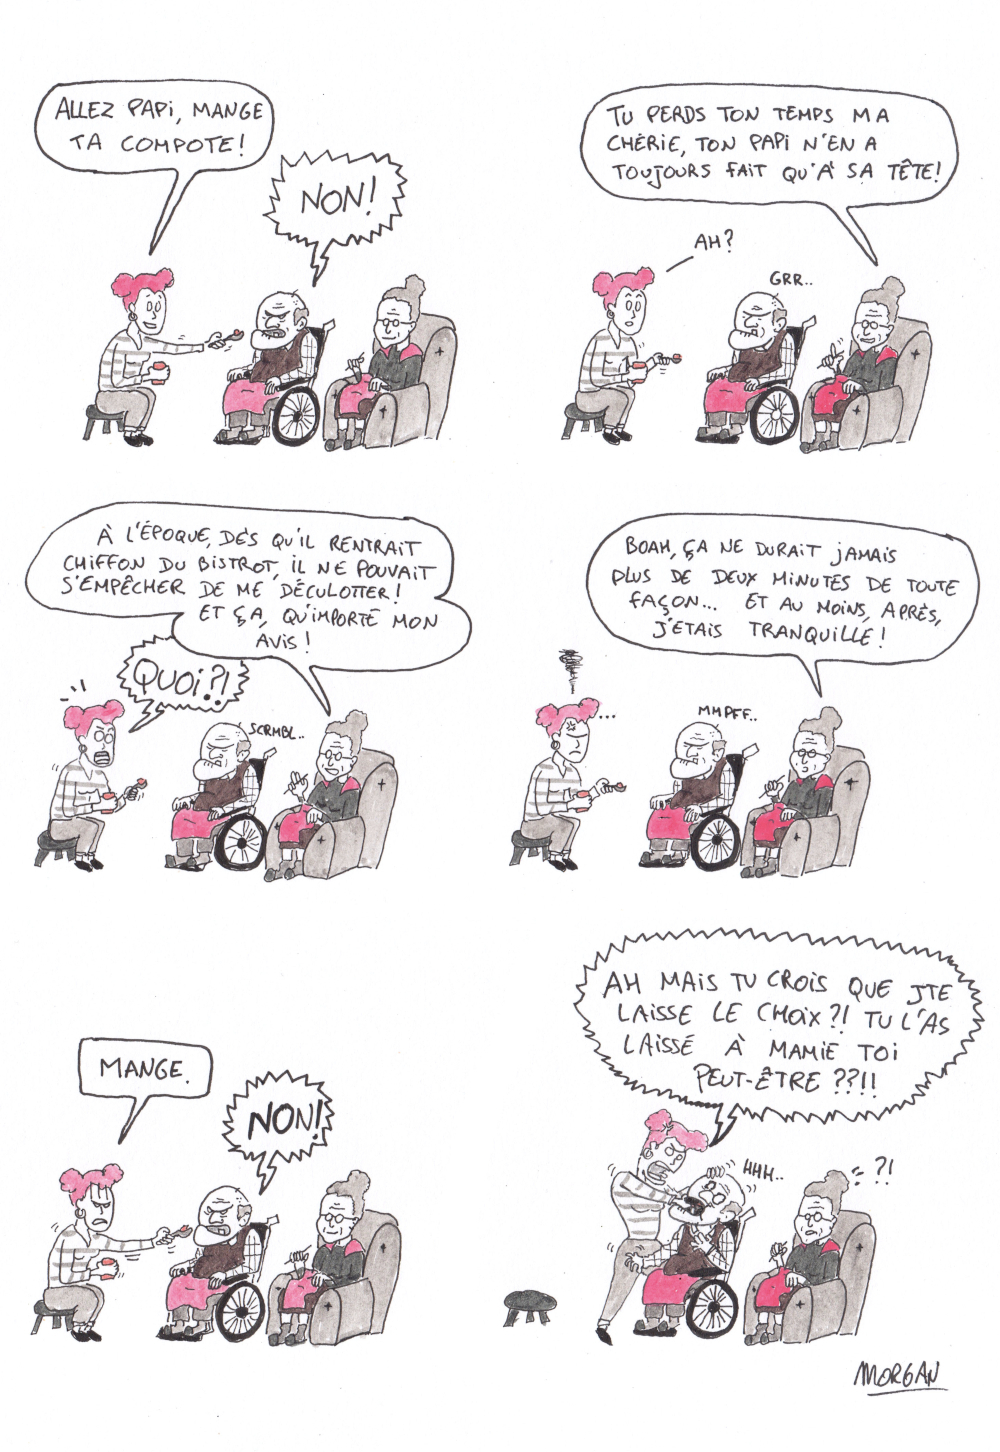 ALLEZ PAPI, MANGE
TA COMPOTE!
NON!
TU PERDS TON TEMPS MA
CHÉRIE, TON PAPI N'EN A
TOUJOURS FAIT QU'À SA TÊTE!
AH?
GRR..
À L'ÉPOQUE, DÈS QU'IL RENTRAIT
CHIFFON DU BISTROT, IL NE POUVAIT
S'EMPÊCHER DE ME DÉCULOTTER!
ET ÇA, QU'IMPORTE MON
AVIS!
QUOI?!
SCRMBL..
BOAH, ÇA NE DURAIT JAMAIS
PLUS DE DEUX MINUTES DE TOUTE
FAÇON... ET AU MOINS, APRÈS,
J'ÉTAIS TRANQUILLE!
...
MMPFF..
MANGE.
NON!
AH MAIS TU CROIS QUE JTE
LAISSE LE CHOIX?! TU L'AS
LAISSÉ À MAMIE TOI
PEUT-ÊTRE??!!
HHH..
?!
MORGAN